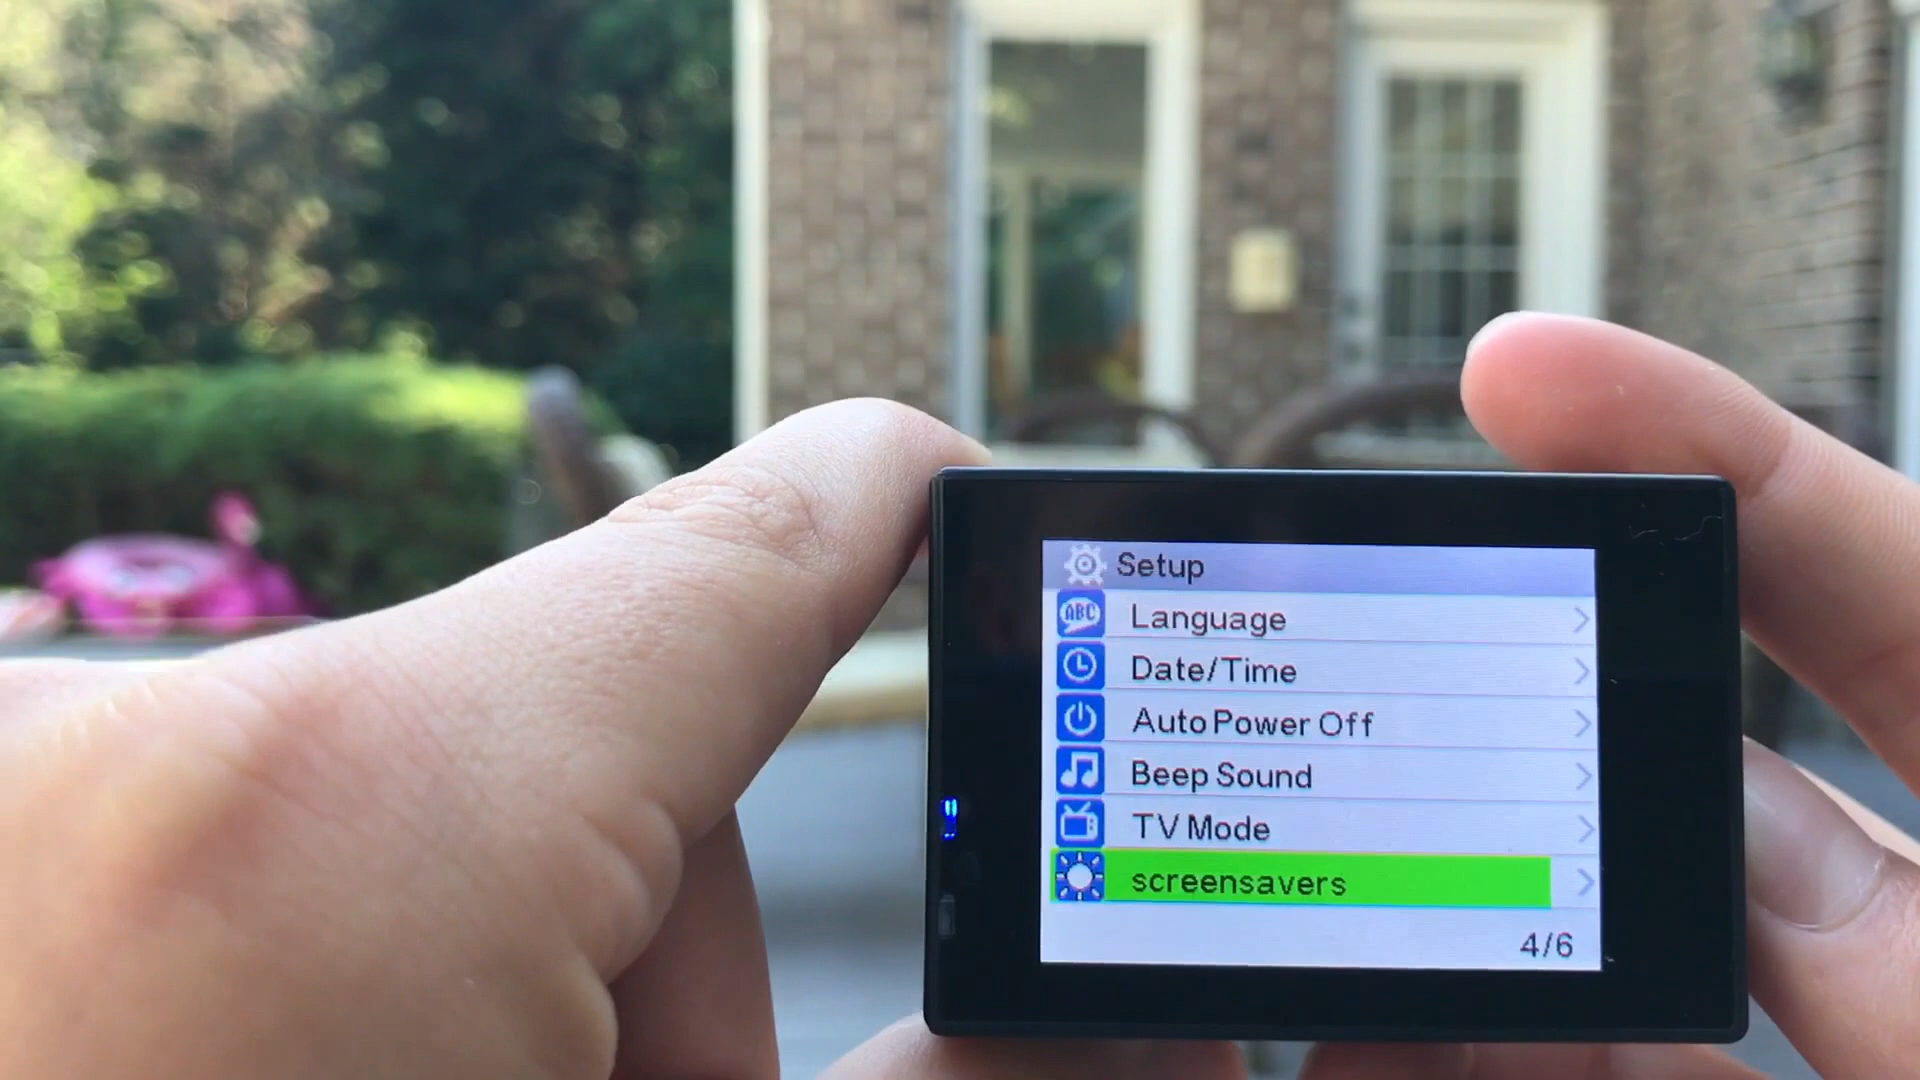 Setup
ABC Language
Date/Time
Auto Power Off
Beep Sound
TV Mode
screensavers
4/6